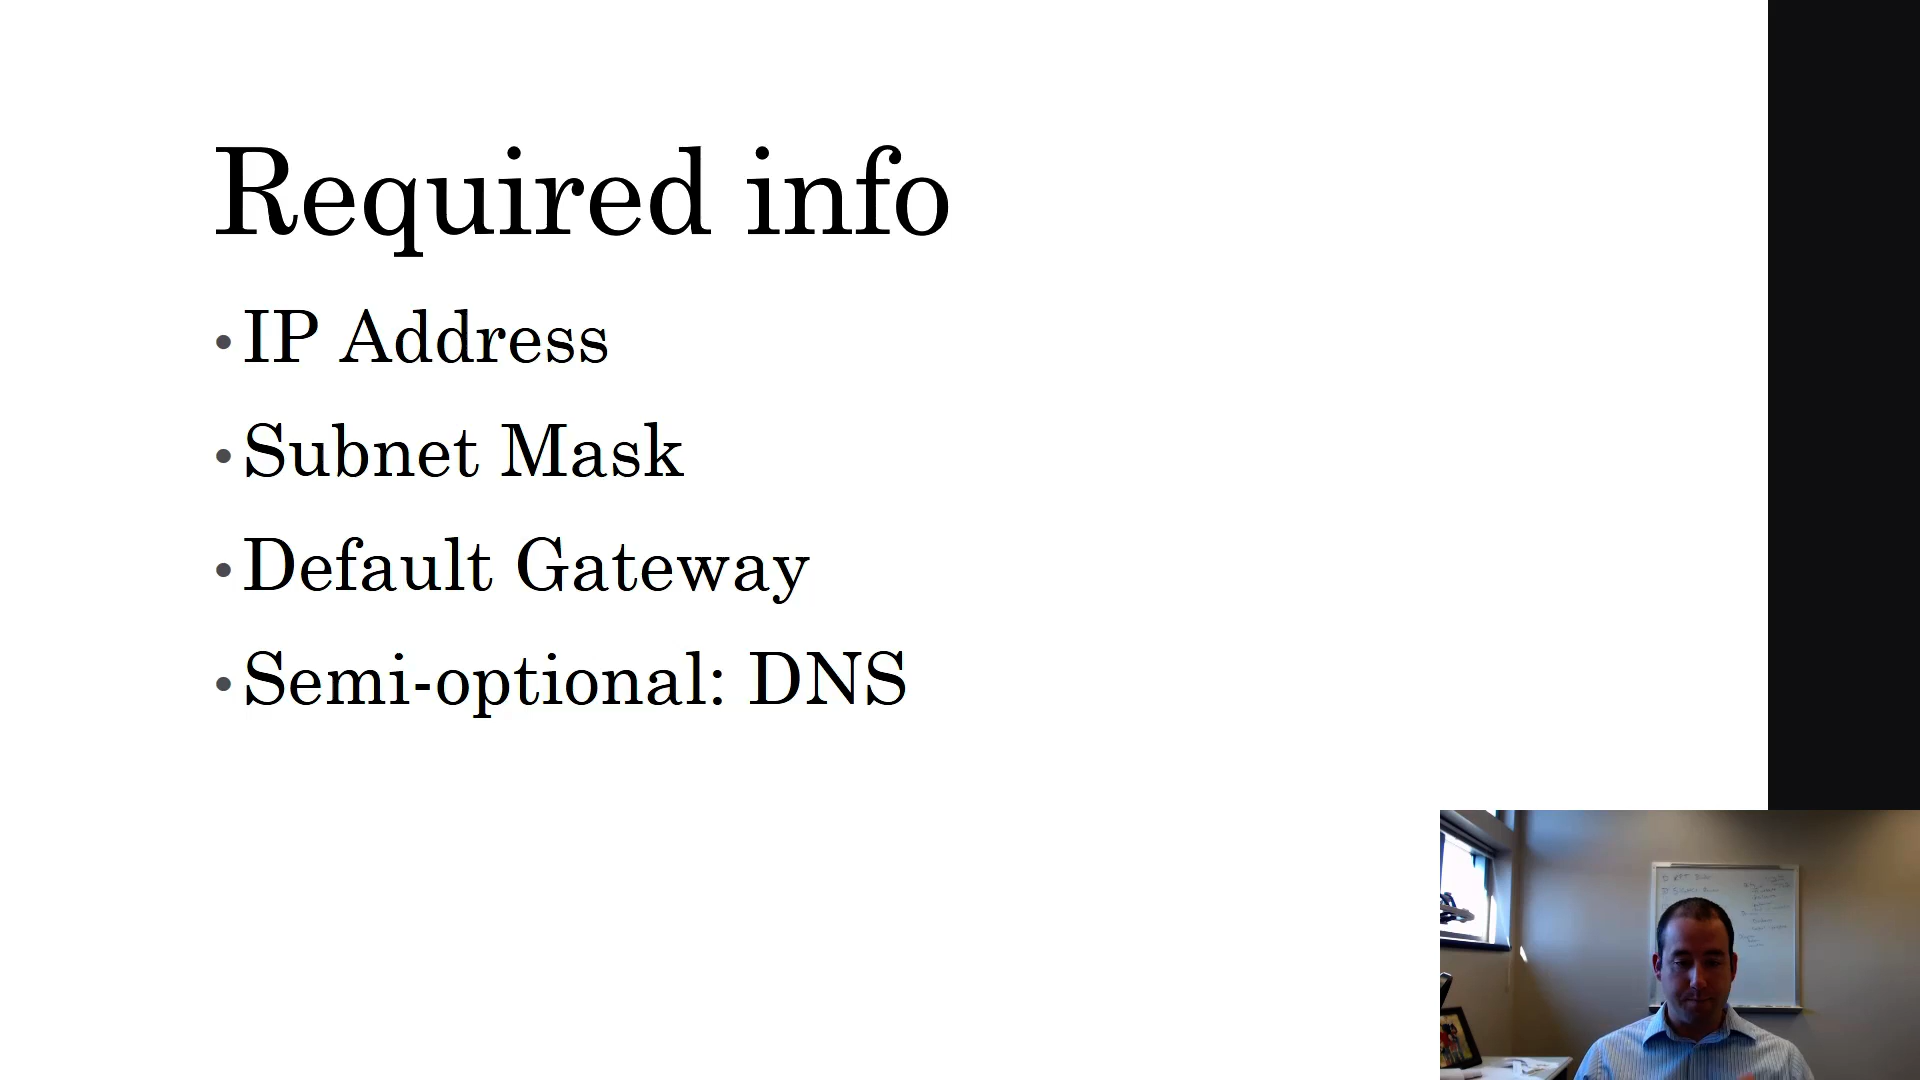 Required info
• IP Address
• Subnet Mask
• Default Gateway
• Semi-optional: DNS